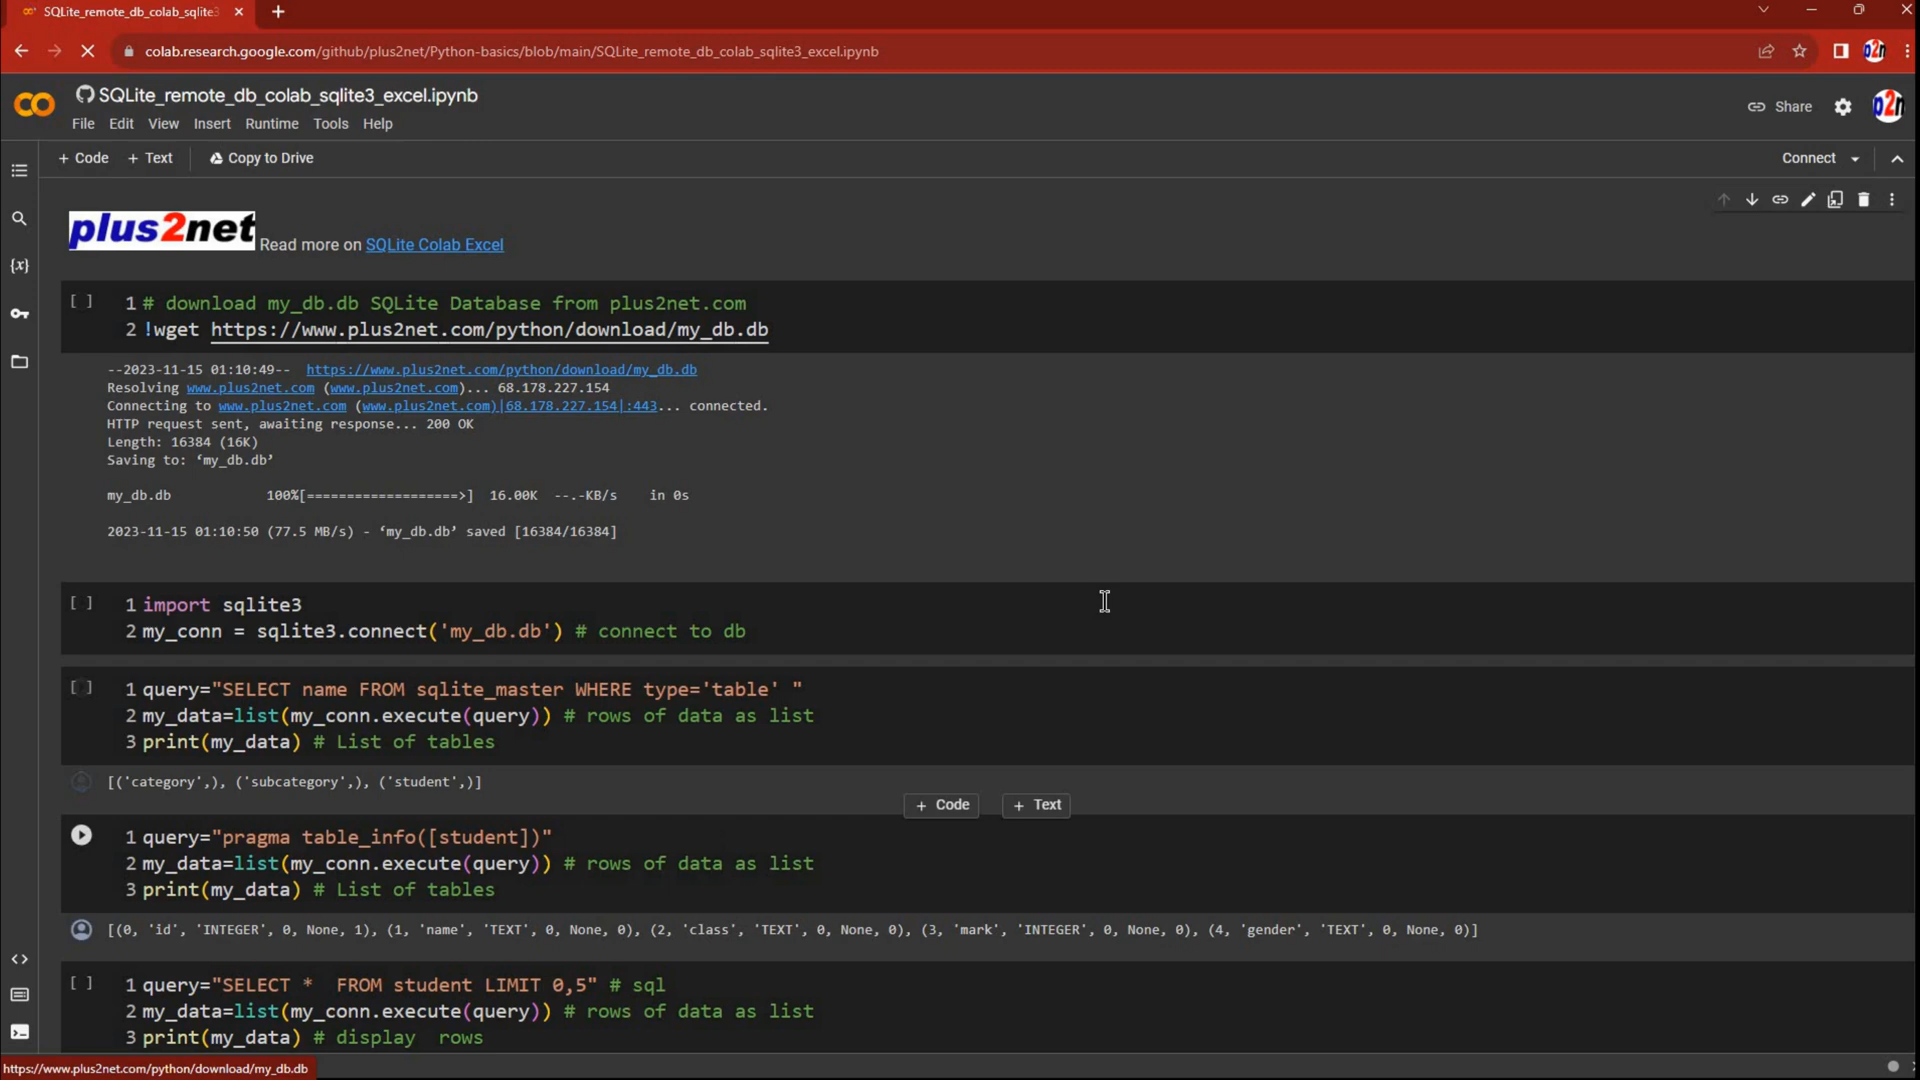 SQLite_remote_db_colab_sqlite3
colab.research.google.com/github/plus2net/Python-basics/blob/main/SQLite_remote_db_colab_sqlite3_excel.ipynb
p2n
SQLite_remote_db_colab_sqlite3_excel.ipynb
File Edit View Insert Runtime Tools Help
Share
p2n
+ Code + Text Copy to Drive
Connect
plus2net Read more on SQLite Colab Excel
[ ] 1 # download my_db.db SQLite Database from plus2net.com
2 !wget https://www.plus2net.com/python/download/my_db.db
--2023-11-15 01:10:49-- https://www.plus2net.com/python/download/my_db.db
Resolving www.plus2net.com (www.plus2net.com)... 68.178.227.154
Connecting to www.plus2net.com (www.plus2net.com)|68.178.227.154|:443... connected.
HTTP request sent, awaiting response... 200 OK
Length: 16384 (16K)
Saving to: ‘my_db.db’
my_db.db 100%[===================>] 16.00K --.-KB/s in 0s
2023-11-15 01:10:50 (77.5 MB/s) - ‘my_db.db’ saved [16384/16384]
[ ] 1 import sqlite3
2 my_conn = sqlite3.connect('my_db.db') # connect to db
[ ] 1 query="SELECT name FROM sqlite_master WHERE type='table' "
2 my_data=list(my_conn.execute(query)) # rows of data as list
3 print(my_data) # List of tables
[('category',), ('subcategory',), ('student',)]
+ Code + Text
1 query="pragma table_info([student])"
2 my_data=list(my_conn.execute(query)) # rows of data as list
3 print(my_data) # List of tables
[(0, 'id', 'INTEGER', 0, None, 1), (1, 'name', 'TEXT', 0, None, 0), (2, 'class', 'TEXT', 0, None, 0), (3, 'mark', 'INTEGER', 0, None, 0), (4, 'gender', 'TEXT', 0, None, 0)]
[ ] 1 query="SELECT *  FROM student LIMIT 0,5" # sql
2 my_data=list(my_conn.execute(query)) # rows of data as list
3 print(my_data) # display  rows
https://www.plus2net.com/python/download/my_db.db